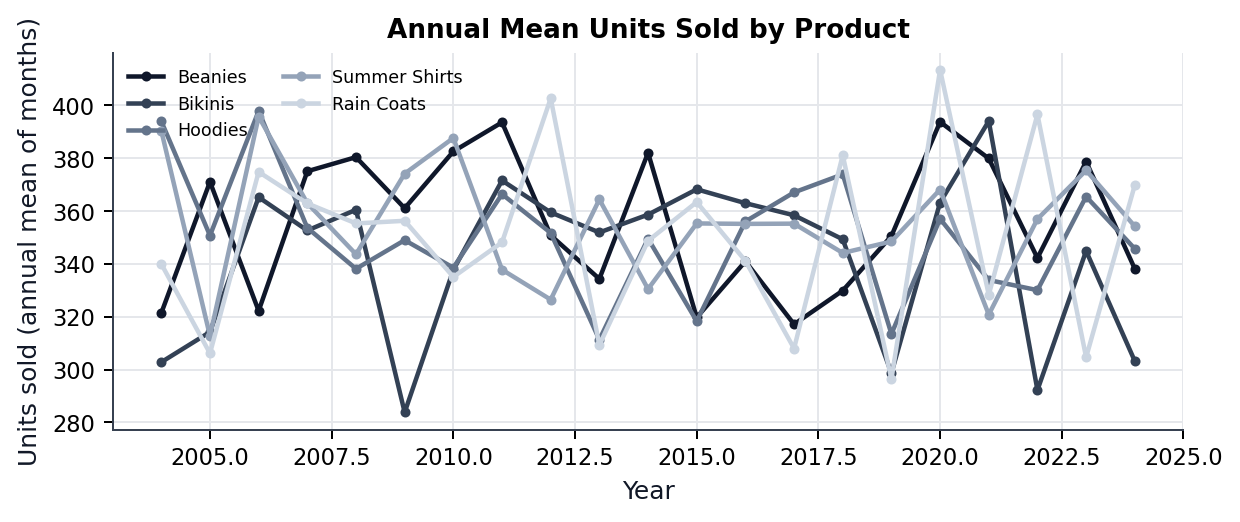 Annual Mean Units Sold by Product
Units sold (annual mean of months)
Beanies
Bikinis
Hoodies
Summer Shirts
Rain Coats
400
380
360
340
320
300
280
2005.0 2007.5 2010.0 2012.5 2015.0 2017.5 2020.0 2022.5 2025.0
Year